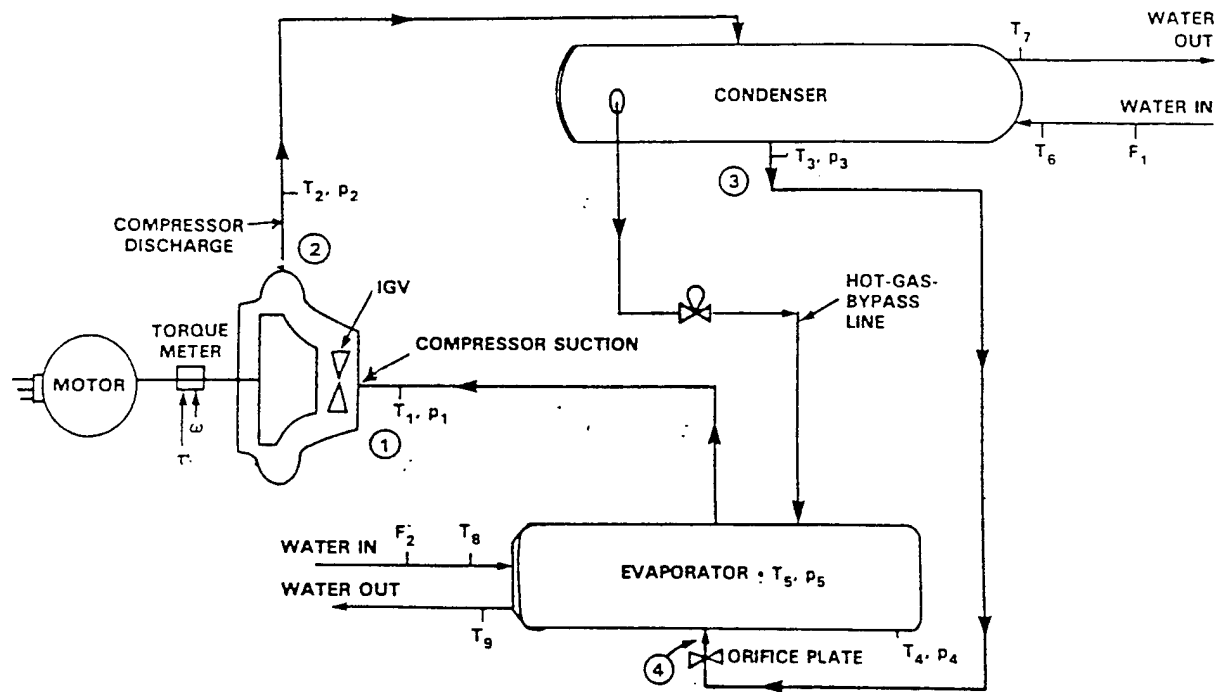 T7
WATER
OUT
CONDENSER
WATER IN
T6
F1
T3, p3
3
T2, p2
COMPRESSOR
DISCHARGE
2
IGV
HOT-GAS-
BYPASS
LINE
TORQUE
METER
COMPRESSOR SUCTION
MOTOR
T1, p1
ω
τ
1
F2
T8
WATER IN
EVAPORATOR
T5, p5
WATER OUT
T9
4
ORIFICE PLATE
T4, p4